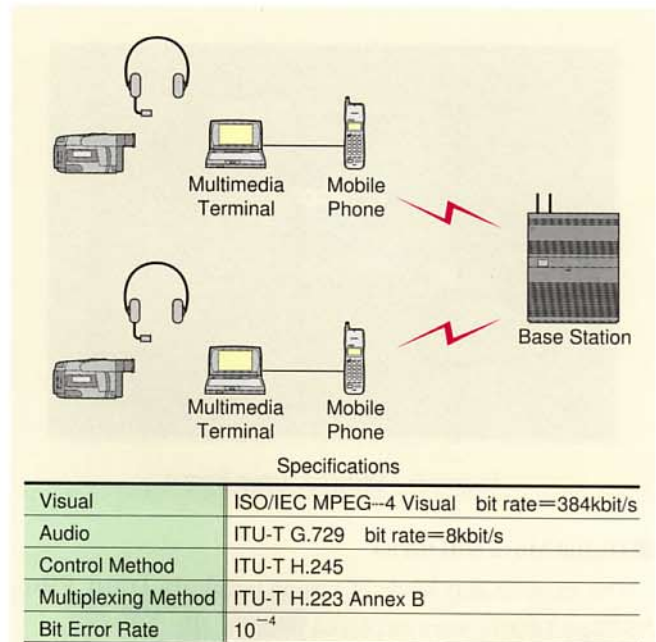 Multimedia Terminal
Mobile Phone
Base Station
Multimedia Terminal
Mobile Phone
Specifications
Visual ISO/IEC MPEG-4 Visual bit rate=384kbit/s
Audio ITU-T G.729 bit rate=8kbit/s
Control Method ITU-T H.245
Multiplexing Method ITU-T H.223 Annex B
Bit Error Rate 10⁻⁴